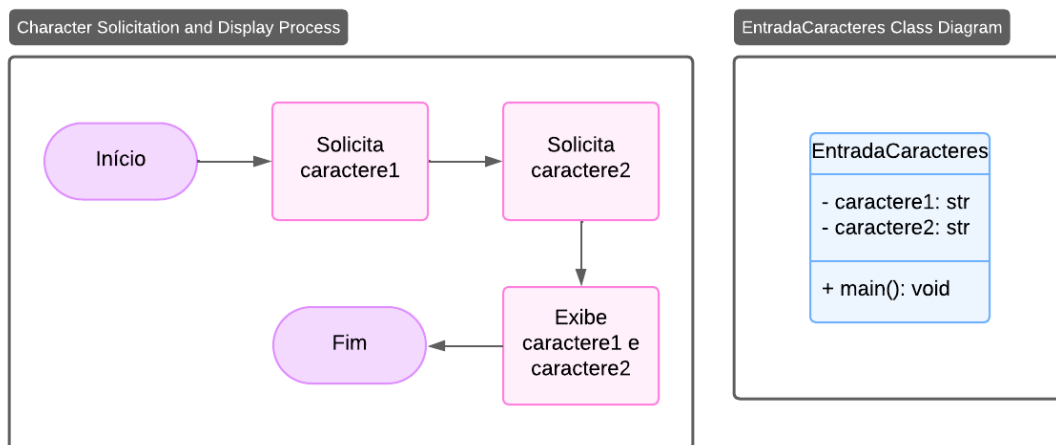 Character Solicitation and Display Process
Início
Solicita
caractere1
Solicita
caractere2
Exibe
caractere1 e
caractere2
Fim
EntradaCaracteres Class Diagram
EntradaCaracteres
- caractere1: str
- caractere2: str
+ main(): void